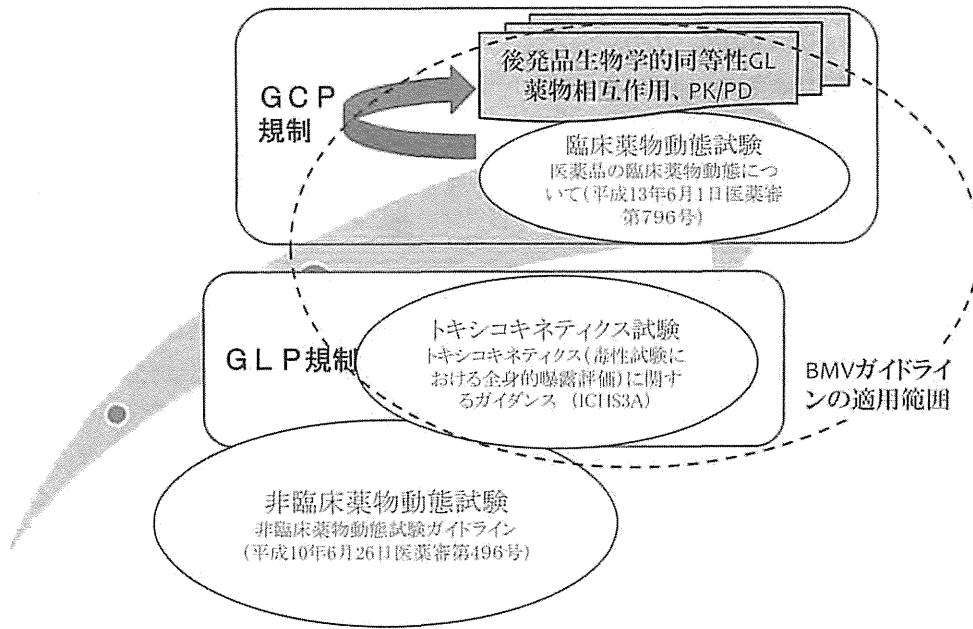 後発品生物学的同等性GL
薬物相互作用、PK/PD
GCP
規制
臨床薬物動態試験
医薬品の臨床薬物動態につ
いて(平成13年6月1日医薬審
第796号)
トキシコキネティクス試験
トキシコキネティクス(毒性試験に
おける全身的曝露評価)に関す
るガイダンス (ICHS3A)
GLP規制
BMVガイドライ
ンの適用範囲
非臨床薬物動態試験
非臨床薬物動態試験ガイドライン
(平成10年6月26日医薬審第496号)